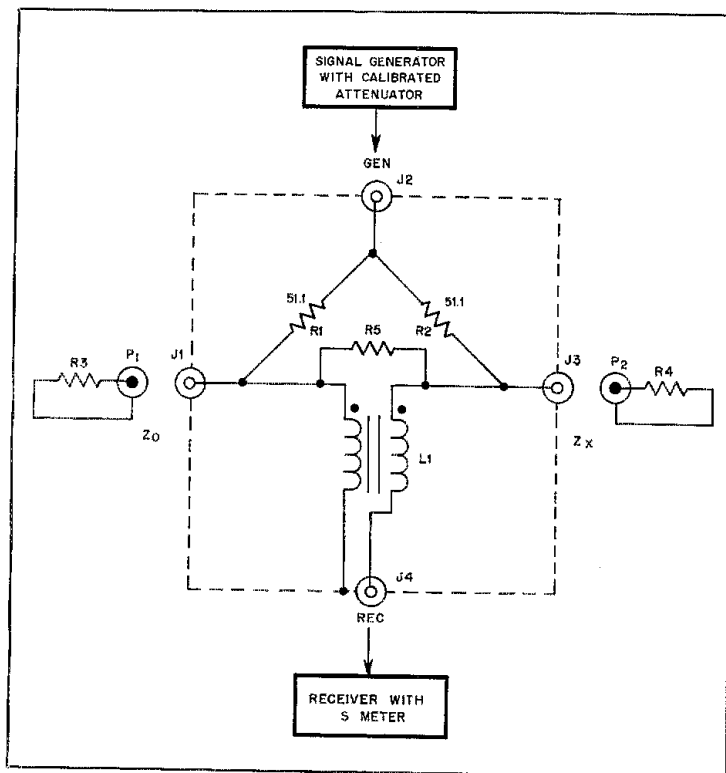 SIGNAL GENERATOR
WITH CALIBRATED
ATTENUATOR
GEN
J2
51.1
R1
51.1
R2
R5
R3
P1
J1
J3
P2
R4
ZO
ZX
L1
J4
REC
RECEIVER WITH
S METER